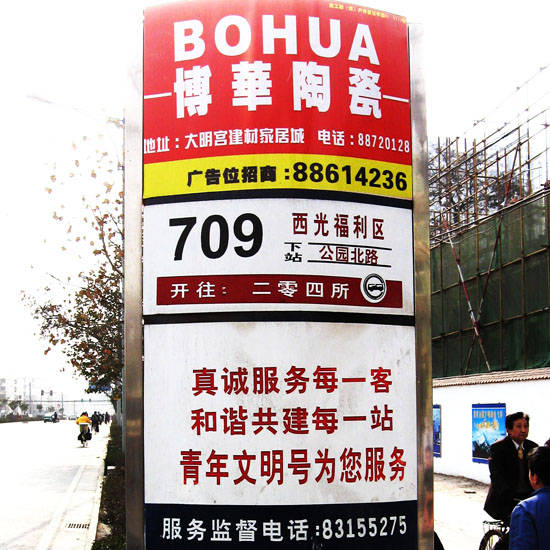 BOHUA
博華陶瓷
地址：大明宫建材家居城 电话：88720128
广告位招商：88614236
709
西光福利区
下站 公园北路
开往：二零四所
真诚服务每一客
和谐共建每一站
青年文明号为您服务
服务监督电话：83155275